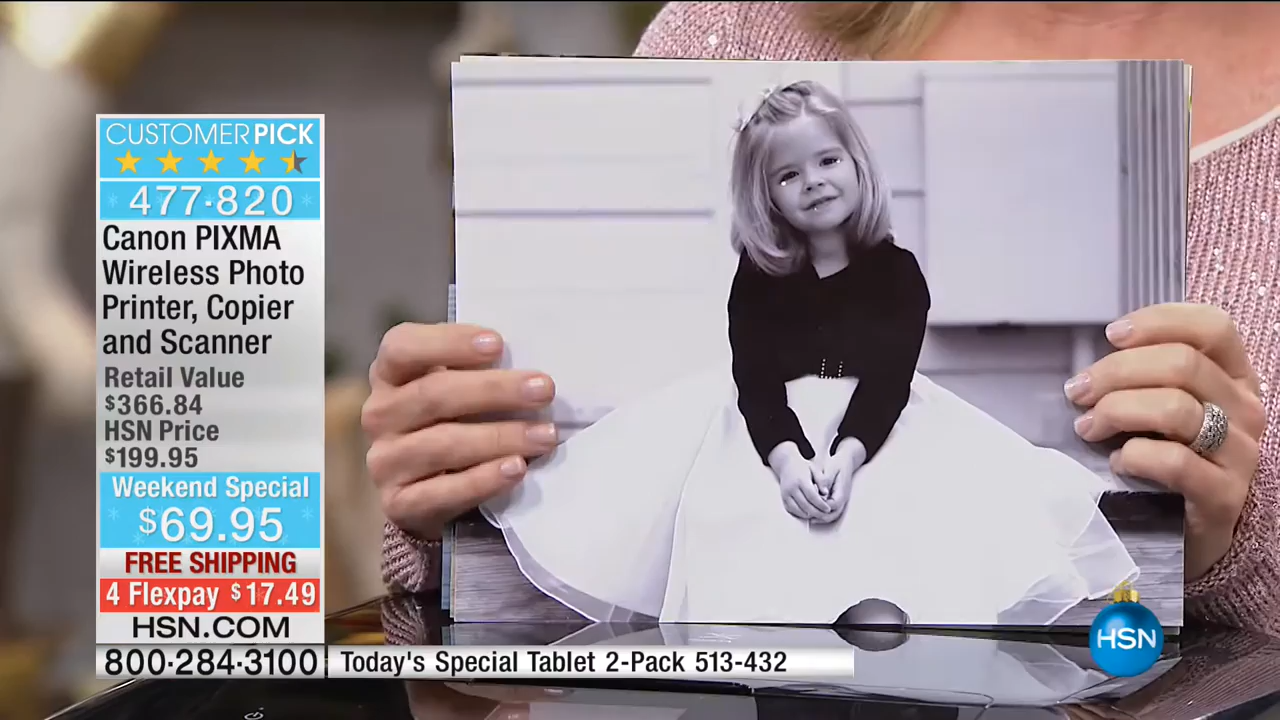 CUSTOMER PICK
477·820
Canon PIXMA
Wireless Photo
Printer, Copier
and Scanner
Retail Value
$366.84
HSN Price
$199.95
Weekend Special
$69.95
FREE SHIPPING
4 Flexpay $17.49
HSN.COM
800·284·3100
Today's Special Tablet 2-Pack 513-432
HSN